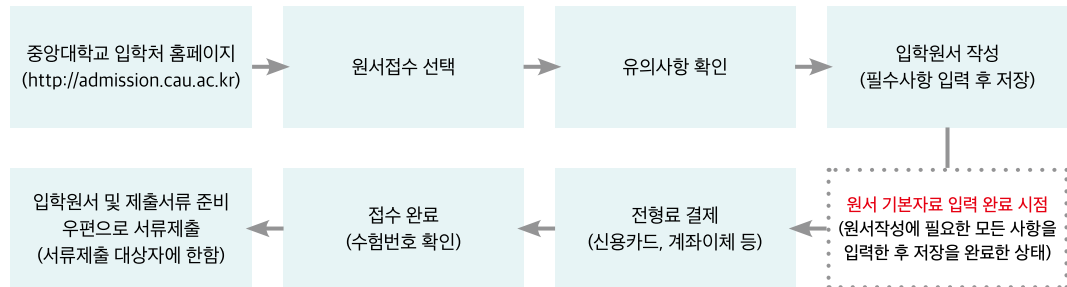 중앙대학교 입학처 홈페이지
(http://admission.cau.ac.kr)
원서접수 선택
유의사항 확인
입학원서 작성
(필수사항 입력 후 저장)
원서 기본자료 입력 완료 시점
(원서작성에 필요한 모든 사항을
입력한 후 저장을 완료한 상태)
전형료 결제
(신용카드, 계좌이체 등)
접수 완료
(수험번호 확인)
입학원서 및 제출서류 준비
우편으로 서류제출
(서류제출 대상자에 한함)